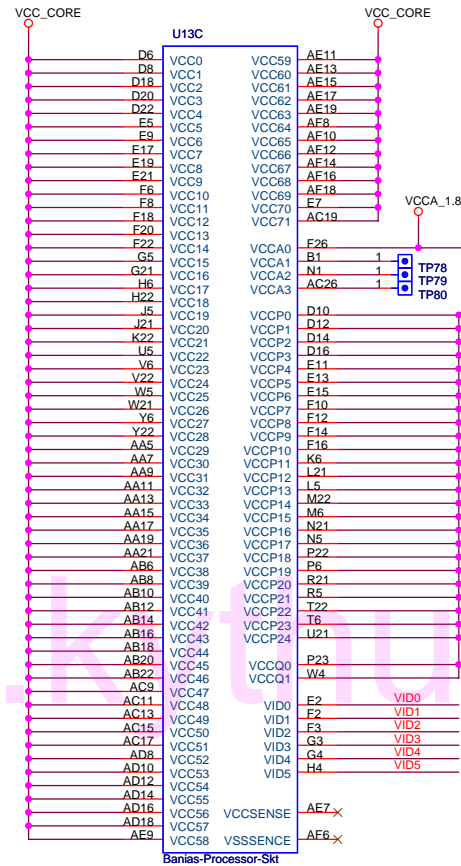 VCC_CORE VCC_CORE
U13C
D6 VCC0 VCC59 AE11
D8 VCC1 VCC60 AE13
D18 VCC2 VCC61 AE15
D20 VCC3 VCC62 AE17
D22 VCC4 VCC63 AE19
E5 VCC5 VCC64 AF8
E9 VCC6 VCC65 AF10
E17 VCC7 VCC66 AF12
E19 VCC8 VCC67 AF14
E21 VCC9 VCC68 AF16
F6 VCC10 VCC69 AF18
F8 VCC11 VCC70 E7
F18 VCC12 VCC71 AC19
VCCA_1.8
F20 VCC13
F22 VCC14 VCCA0 F26
G5 VCC15 VCCA1 B1 1 TP78
G21 VCC16 VCCA2 N1 1 TP79
H6 VCC17 VCCA3 AC26 1 TP80
H22 VCC18
J5 VCC19 VCCP0 D10
J21 VCC20 VCCP1 D12
K22 VCC21 VCCP2 D14
U5 VCC22 VCCP3 D16
V6 VCC23 VCCP4 E11
V22 VCC24 VCCP5 E13
W5 VCC25 VCCP6 E15
W21 VCC26 VCCP7 F10
Y6 VCC27 VCCP8 F12
Y22 VCC28 VCCP9 F14
AA5 VCC29 VCCP10 F16
AA7 VCC30 VCCP11 K6
AA9 VCC31 VCCP12 L21
AA11 VCC32 VCCP13 L5
AA13 VCC33 VCCP14 M22
AA15 VCC34 VCCP15 M6
AA17 VCC35 VCCP16 N21
AA19 VCC36 VCCP17 N5
AA21 VCC37 VCCP18 P22
AB6 VCC38 VCCP19 P6
AB8 VCC39 VCCP20 R21
AB10 VCC40 VCCP21 R5
AB12 VCC41 VCCP22 T22
AB14 VCC42 VCCP23 T6
AB16 VCC43 VCCP24 U21
AB18 VCC44
AB20 VCC45 VCCQ0 P23
AB22 VCC46 VCCQ1 W4
AC9 VCC47
AC11 VCC48 VID0 E2 VID0
AC13 VCC49 VID1 F2 VID1
AC15 VCC50 VID2 F3 VID2
AC17 VCC51 VID3 G3 VID3
AD8 VCC52 VID4 G4 VID4
AD10 VCC53 VID5 H4 VID5
AD12 VCC54
AD14 VCC55
AD16 VCC56 VCCSENSE AE7
AD18 VCC57
AE9 VCC58 VSSSENCE AF6
Banias-Processor-Skt
.kythu